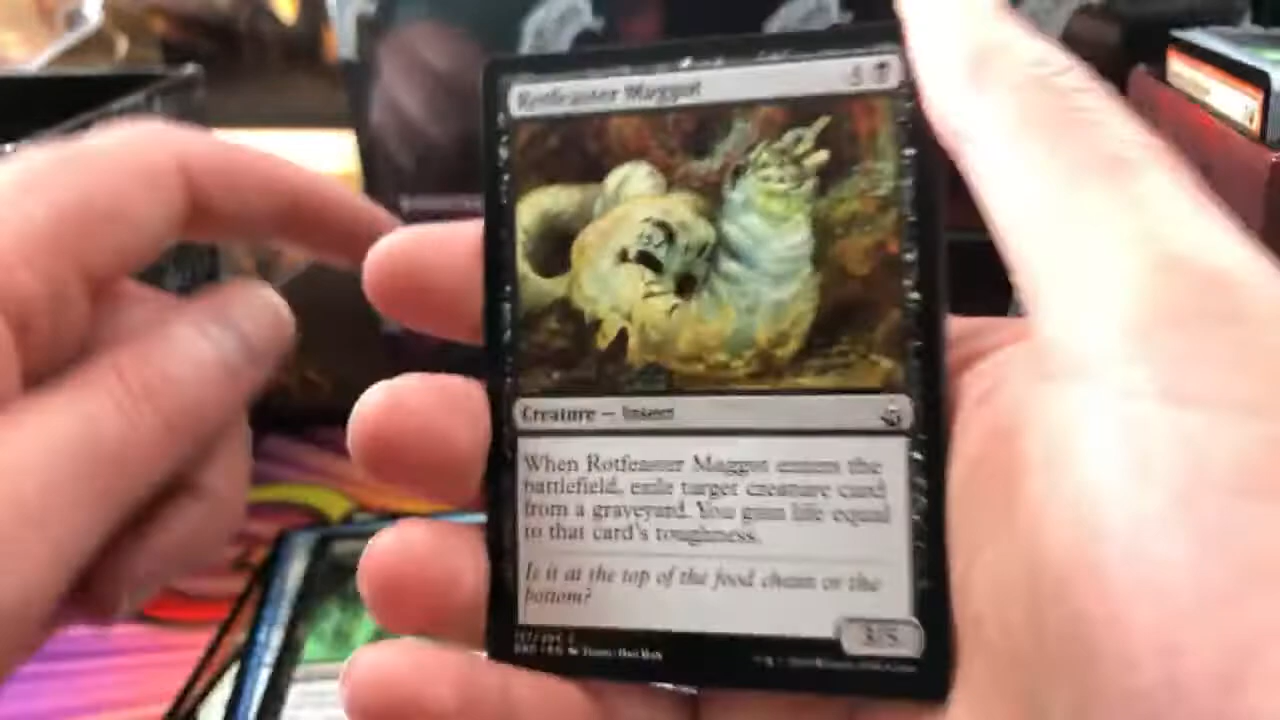 Rotfeaster Maggot
Creature — Insect
When Rotfeaster Maggot enters the
battlefield, exile target creature card
from a graveyard. You gain life equal
to that card's toughness.
Is it at the top of the food chain or the
bottom?
3/5